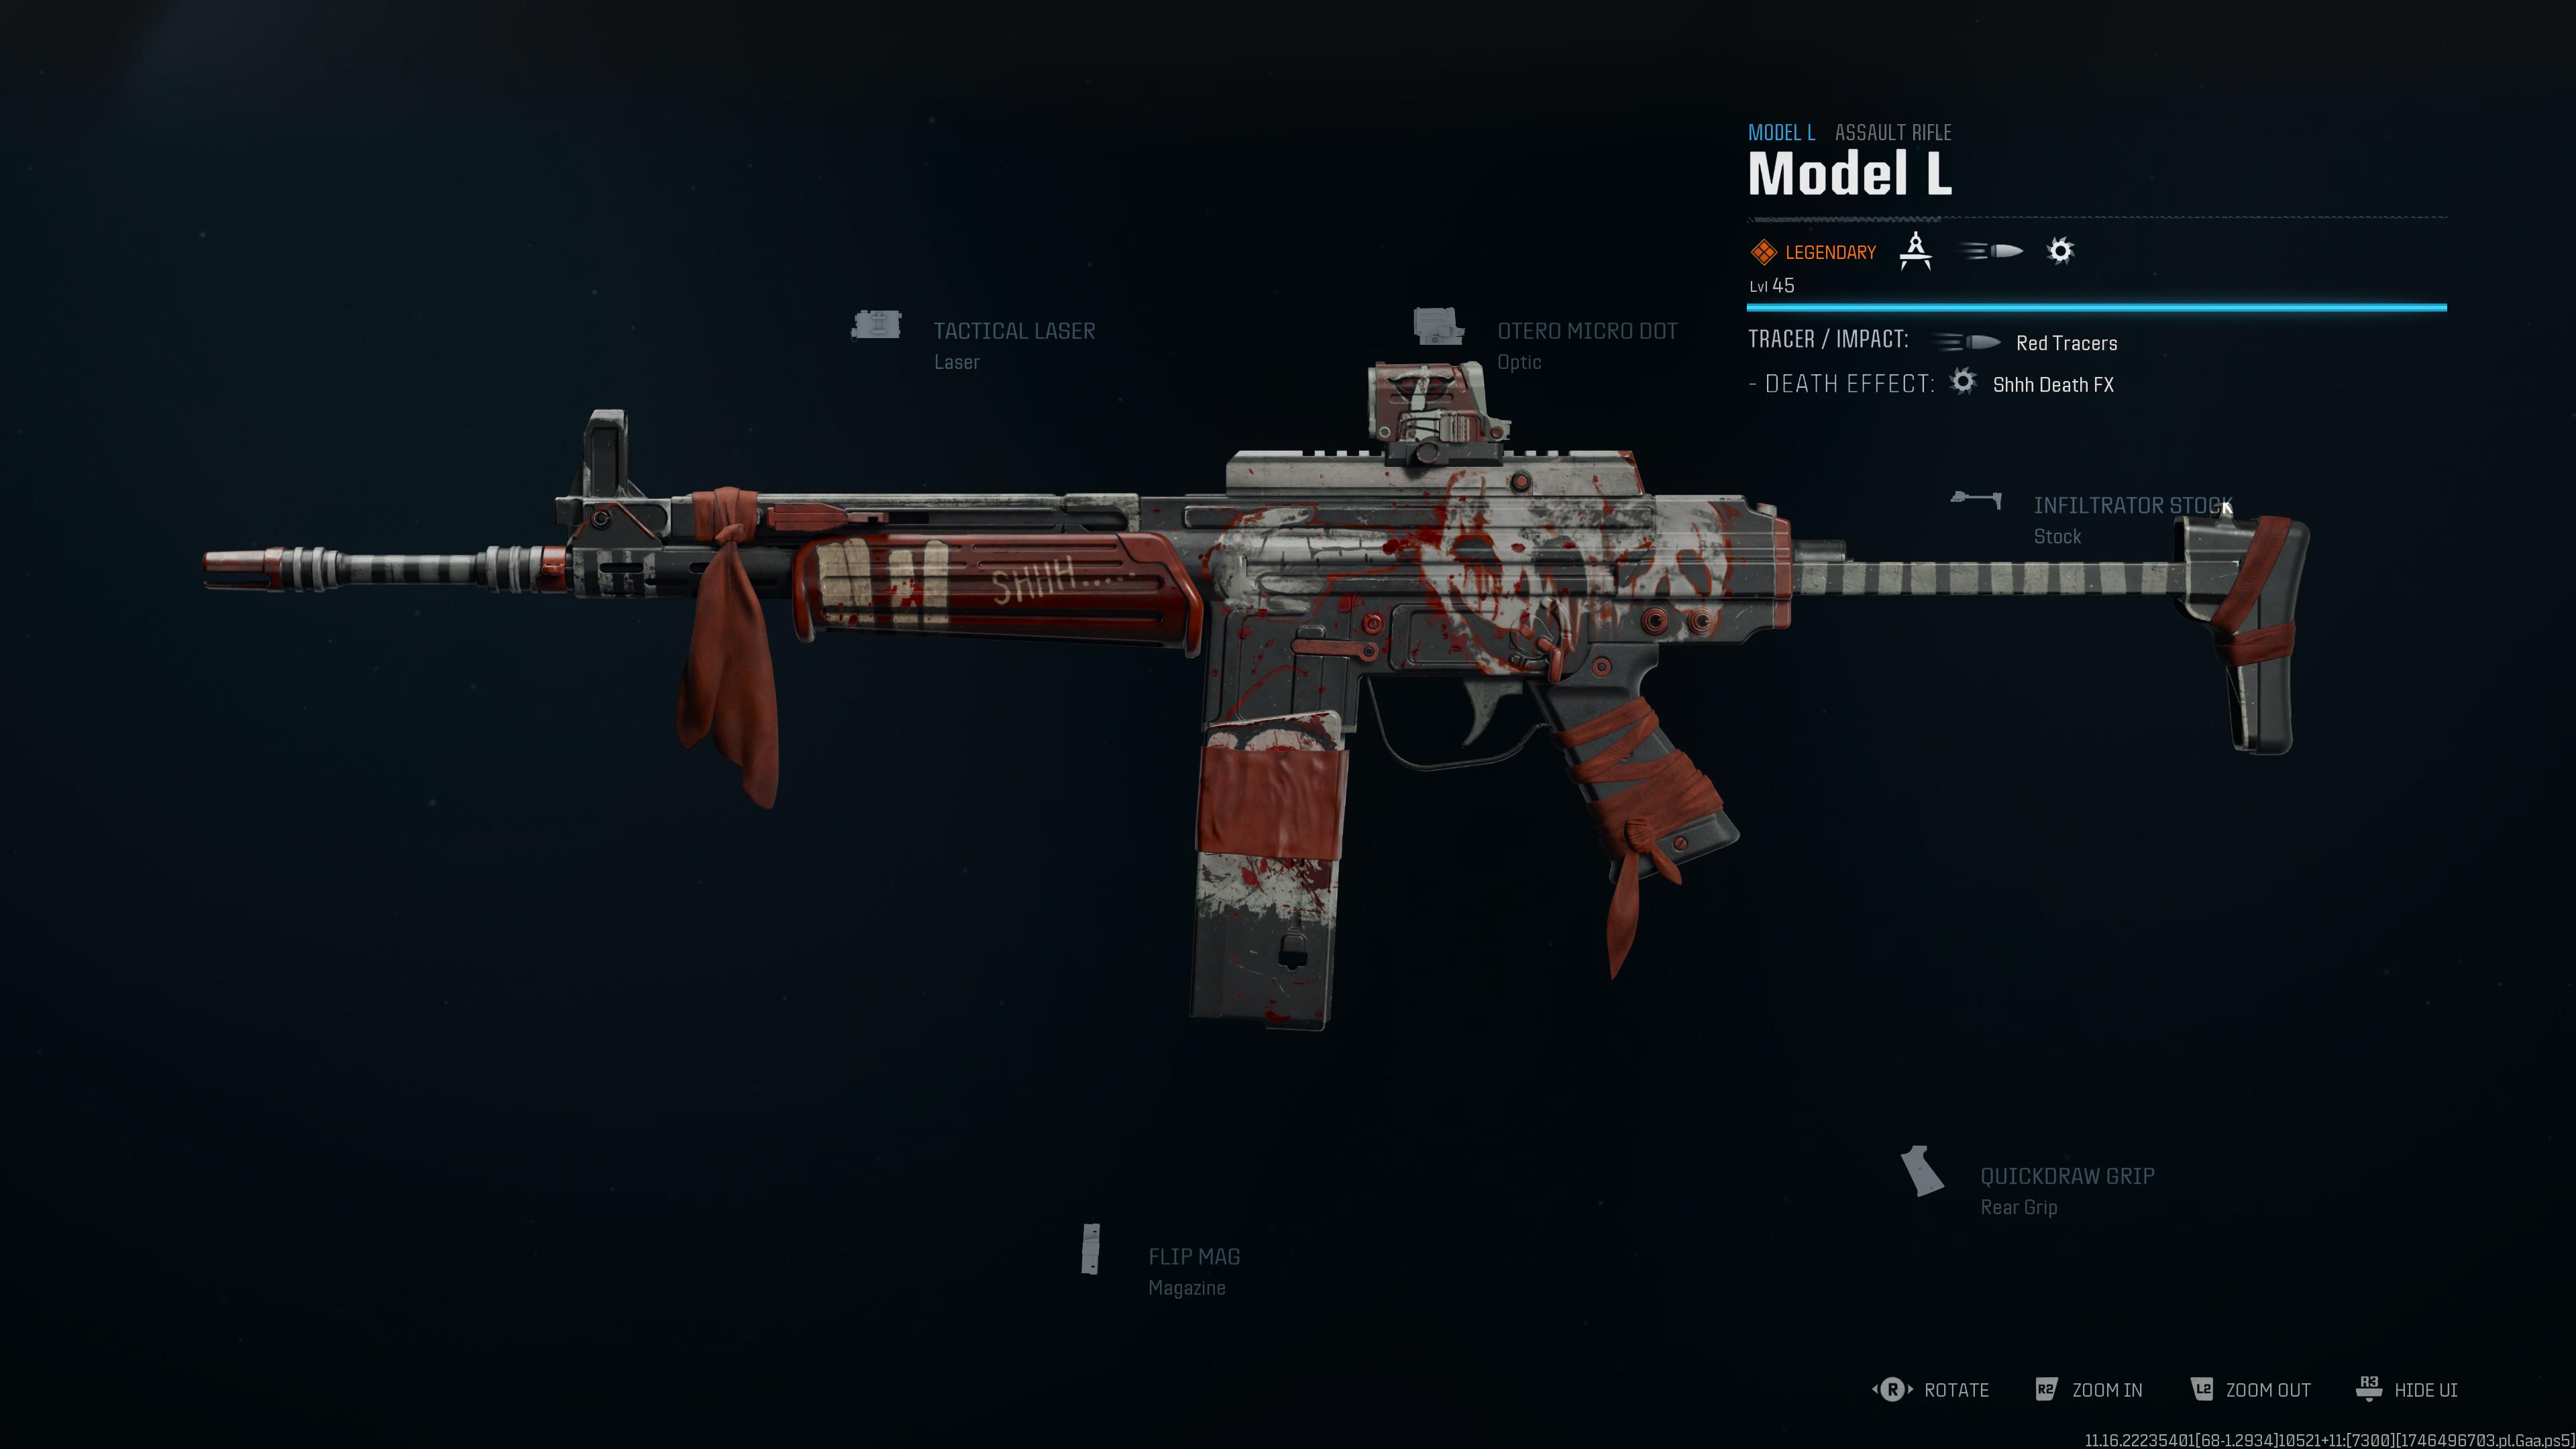 MODEL L ASSAULT RIFLE
Model L
LEGENDARY
Lvl 45
TRACER / IMPACT: Red Tracers
- DEATH EFFECT: Shhh Death FX
TACTICAL LASER
Laser
OTERO MICRO DOT
Optic
INFILTRATOR STOCK
Stock
SHHH.....
QUICKDRAW GRIP
Rear Grip
FLIP MAG
Magazine
R ROTATE R2 ZOOM IN L2 ZOOM OUT R3 HIDE UI
11.16.22235401[68-1.2934]10521+11:[7300][1746496703.pl.Gaa.ps5]